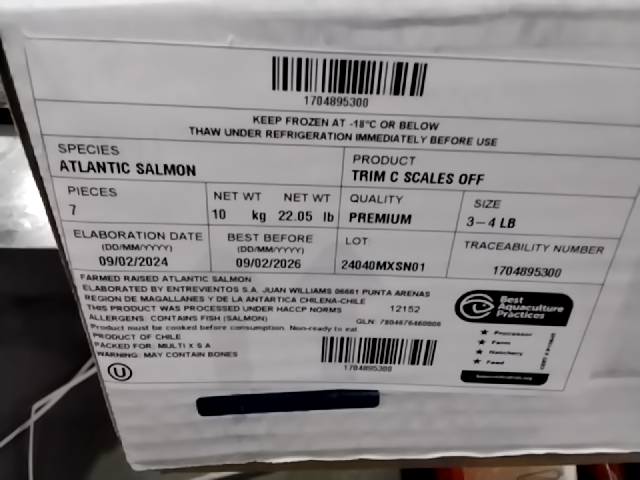 1704895300
KEEP FROZEN AT -18°C OR BELOW
THAW UNDER REFRIGERATION IMMEDIATELY BEFORE USE
SPECIES
ATLANTIC SALMON
PRODUCT
TRIM C SCALES OFF
PIECES
7
NET WT NET WT
10 kg 22.05 lb
QUALITY
PREMIUM
SIZE
3-4 LB
ELABORATION DATE
(DD/MM/YYYY)
09/02/2024
BEST BEFORE
(DD/MM/YYYY)
09/02/2026
LOT
24040MXSN01
TRACEABILITY NUMBER
1704895300
FARMED RAISED ATLANTIC SALMON
ELABORATED BY ENTREVIENTOS S.A. JUAN WILLIAMS 06661 PUNTA ARENAS
REGION DE MAGALLANES Y DE LA ANTARTICA CHILENA-CHILE
THIS PRODUCT WAS PROCESSED UNDER HACCP NORMS 12152
ALLERGENS: CONTAINS FISH (SALMON) GLN:
Product must be cooked before consumption. Non-ready to eat
PRODUCT OF CHILE
PACKED FOR: MULTI X S A
WARNING: MAY CONTAIN BONES
U
1704895300
Best
Aquaculture
Practices
Processor
Farm
Hatchery
Feed